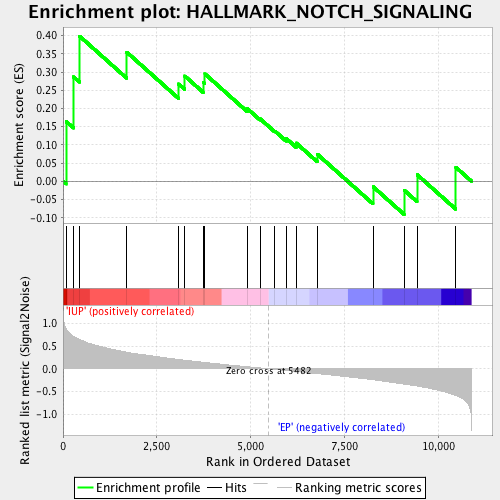 Enrichment plot: HALLMARK_NOTCH_SIGNALING
Enrichment score (ES)
0.40
0.35
0.30
0.25
0.20
0.15
0.10
0.05
0.00
-0.05
-0.10
'IUP' (positively correlated)
Ranked list metric (Signal2Noise)
1.0
0.5
0.0
-0.5
-1.0
Zero cross at 5482
'EP' (negatively correlated)
0
2,500
5,000
7,500
10,000
Rank in Ordered Dataset
Enrichment profile
Hits
Ranking metric scores